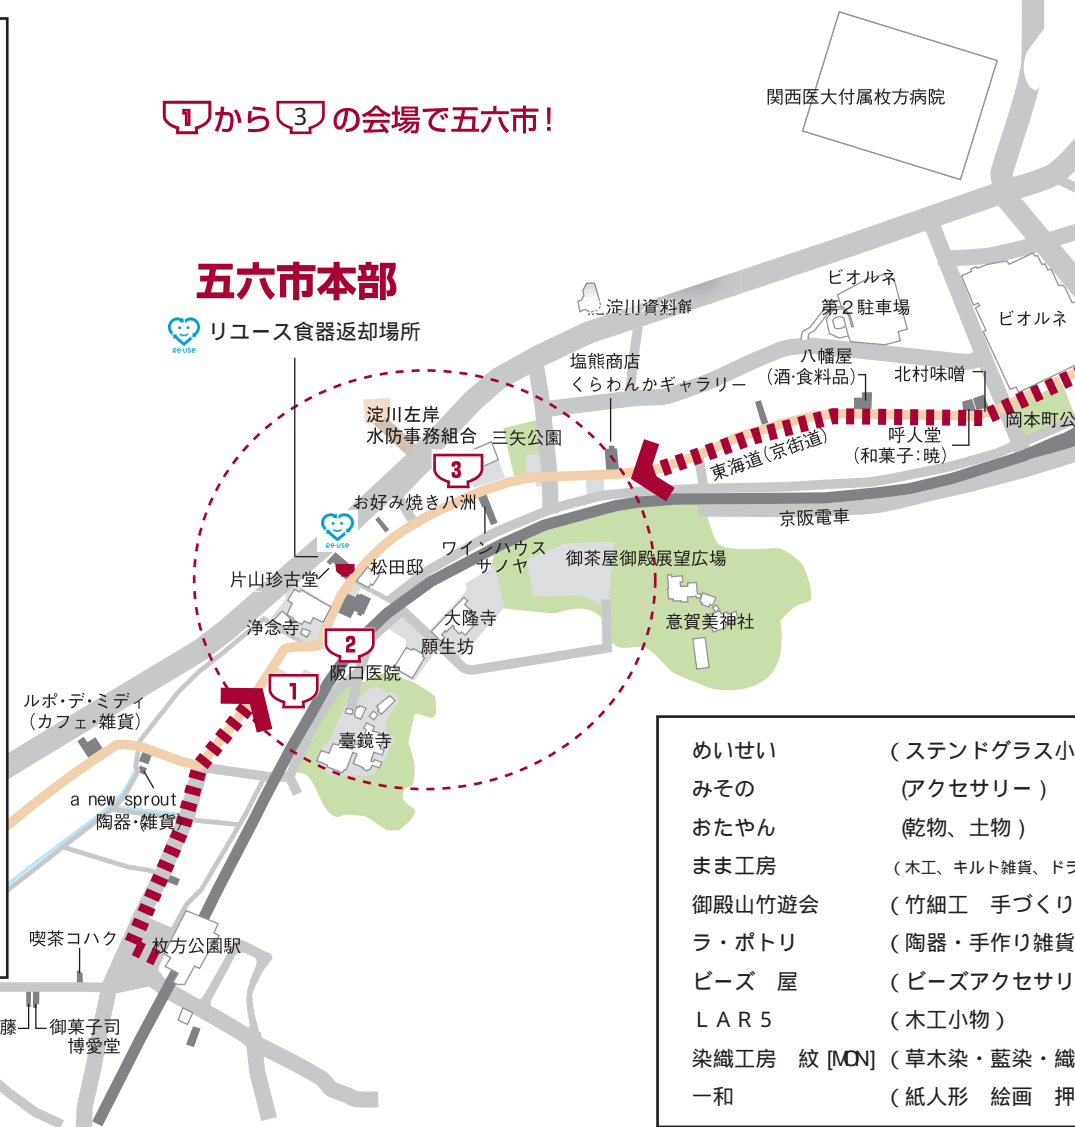 1から3の会場で五六市!
関西医大付属枚方病院
五六市本部
Re-use
リユース食器返却場所
淀川資料館
ビオルネ
第2駐車場
ビオルネ
塩熊商店
くらわんかギャラリー
八幡屋
(酒・食料品)
北村味噌
淀川左岸
水防事務組合
三矢公園
3
東海道(京街道)
呼人堂
(和菓子:暁)
岡本町公
お好み焼き八洲
京阪電車
Re-use
ワインハウス
サノヤ
御茶屋御殿展望広場
片山珍古堂
松田邸
浄念寺
大隆寺
意賀美神社
2
願生坊
阪口医院
1
ルポ・デ・ミディ
(カフェ・雑貨)
臺鏡寺
a new sprout
陶器・(雑貨)
喫茶コハク
枚方公園駅
藤
御菓子司
博愛堂
めいせい (ステンドグラス小
みその (アクセサリー)
おたやん (乾物、土物)
まま工房 (木工、キルト雑貨、ドラ
御殿山竹遊会 (竹細工 手づくり
ラ・ポトリ (陶器・手作り雑貨
ビーズ 屋 (ビーズアクセサリ
LAR5 (木工小物)
染織工房 紋 [MON] (草木染・藍染・織
一和 (紙人形 絵画 押